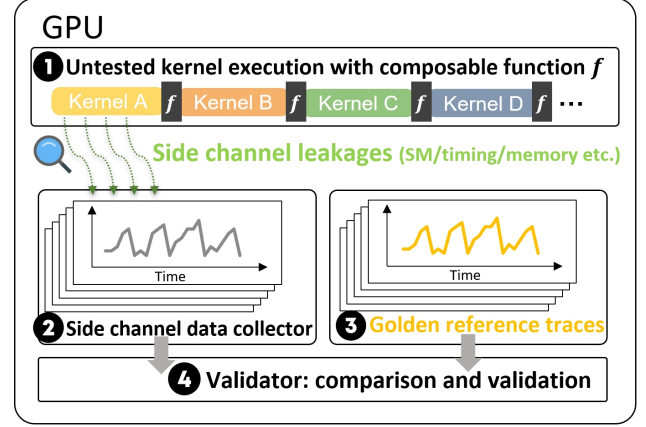 GPU
1 Untested kernel execution with composable function f
Kernel A f Kernel B f Kernel C f Kernel D f ...
Side channel leakages (SM/timing/memory etc.)
Time
2 Side channel data collector
Time
3 Golden reference traces
4 Validator: comparison and validation